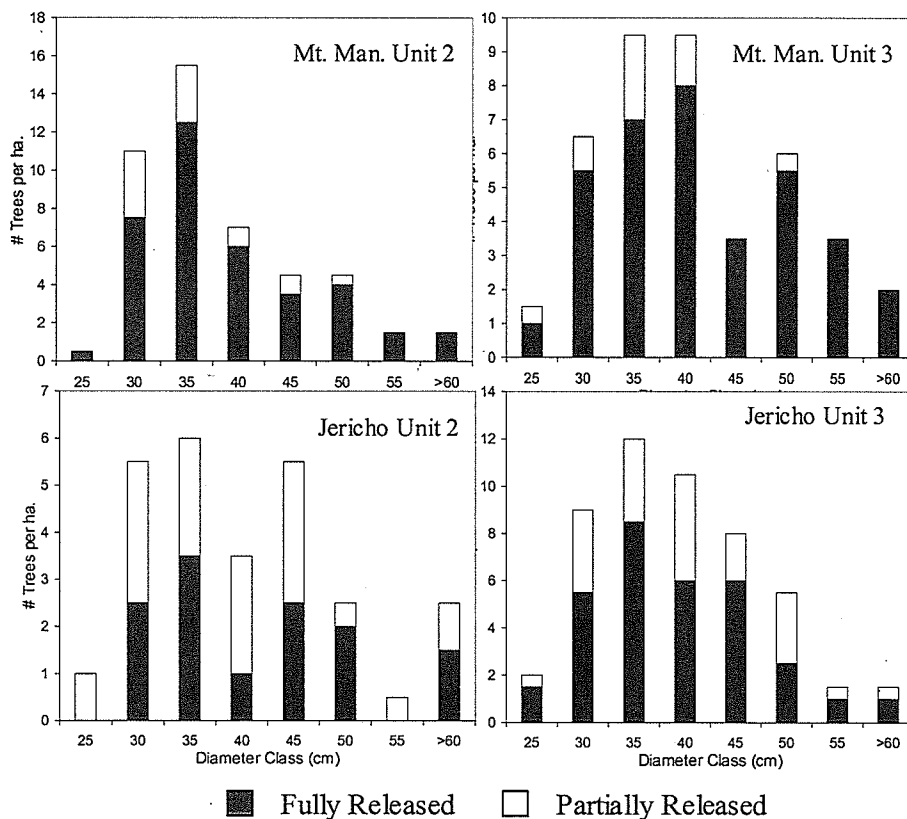 Mt. Man. Unit 2
# Trees per ha.
18
16
14
12
10
8
6
4
2
0
25 30 35 40 45 50 55 >60
Mt. Man. Unit 3
10
9
8
7
6
5
4
3
2
1
0
25 30 35 40 45 50 55 >60
Jericho Unit 2
# Trees per ha.
7
6
5
4
3
2
1
0
25 30 35 40 45 50 55 >60
Diameter Class (cm)
Jericho Unit 3
14
12
10
8
6
4
2
0
25 30 35 40 45 50 55 >60
Diameter Class (cm)
Fully Released Partially Released